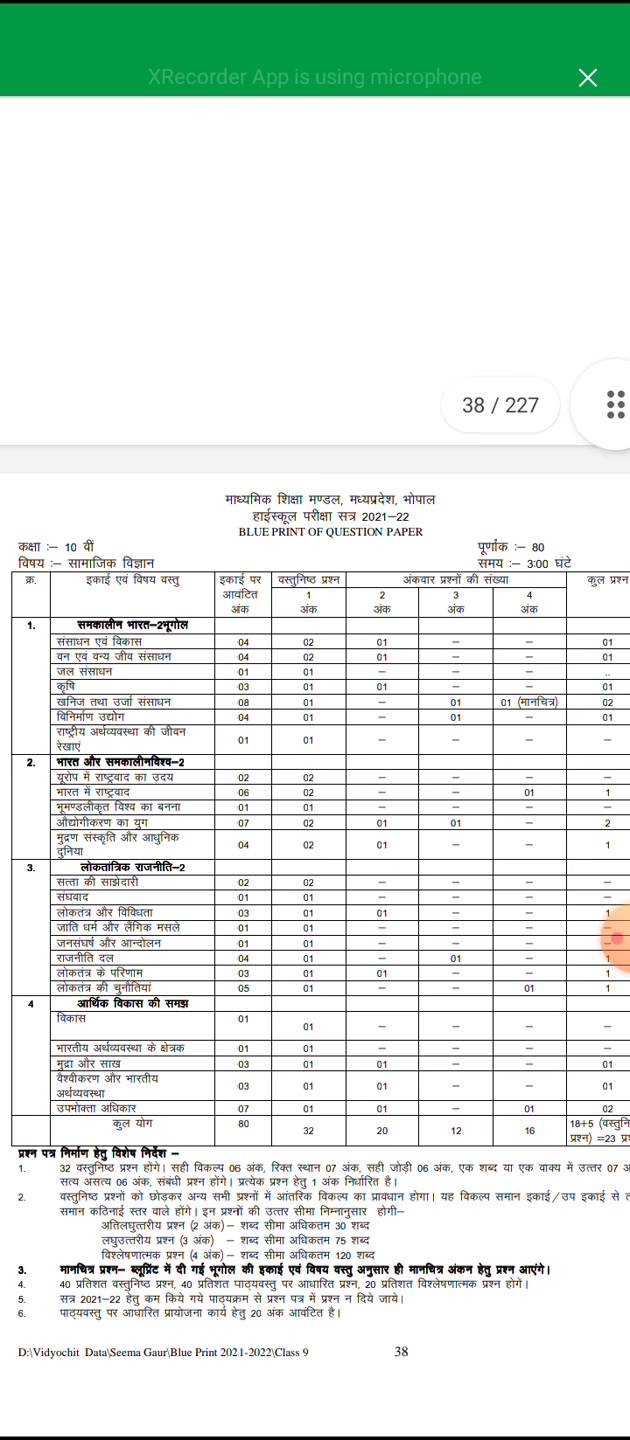 XRecorder App is using microphone
38 / 227
माध्यमिक शिक्षा मण्डल, मध्यप्रदेश, भोपाल
हाईस्कूल परीक्षा सत्र 2021–22
BLUE PRINT OF QUESTION PAPER
कक्षा :– 10 वीं पूर्णांक :– 80
विषय :– सामाजिक विज्ञान समय :– 3:00 घंटे
क्र. इकाई एवं विषय वस्तु इकाई पर आवंटित अंक वस्तुनिष्ठ प्रश्न अंकवार प्रश्नों की संख्या कुल प्रश्न
1 अंक 2 अंक 3 अंक 4 अंक
1. समकालीन भारत–2भूगोल
संसाधन एवं विकास 04 02 01 – – 01
वन एवं वन्य जीव संसाधन 04 02 01 – – 01
जल संसाधन 01 01 – – – ..
कृषि 03 01 01 – – 01
खनिज तथा उर्जा संसाधन 08 01 – 01 01 (मानचित्र) 02
विनिर्माण उद्योग 04 01 – 01 – 01
राष्ट्रीय अर्थव्यवस्था की जीवन रेखाएं 01 01 – – – –
2. भारत और समकालीनविश्व–2
यूरोप में राष्ट्रवाद का उदय 02 02 – – – –
भारत में राष्ट्रवाद 06 02 – – 01 1
भूमण्डलीकृत विश्व का बनना 01 01 – – – –
औद्योगीकरण का युग 07 02 01 01 – 2
मुद्रण संस्कृति और आधुनिक दुनिया 04 02 01 – – 1
3. लोकतांत्रिक राजनीति–2
सत्ता की साझेदारी 02 02 – – – –
संघवाद 01 01 – – – –
लोकतंत्र और विविधता 03 01 01 – – 1
जाति धर्म और लैंगिक मसले 01 01 – – – –
जनसंघर्ष और आन्दोलन 01 01 – – – –
राजनीति दल 04 01 – 01 – 1
लोकतंत्र के परिणाम 03 01 01 – – 1
लोकतंत्र की चुनौतियां 05 01 – – 01 1
4 आर्थिक विकास की समझ
विकास 01 01 – – – –
भारतीय अर्थव्यवस्था के क्षेत्रक 01 01 – – – –
मुद्रा और साख 03 01 01 – – 01
वैश्वीकरण और भारतीय अर्थव्यवस्था 03 01 01 – – 01
उपभोक्ता अधिकार 07 01 01 – 01 02
कुल योग 80 32 20 12 16 18+5 (वस्तुनि प्रश्न) =23 प्र
प्रश्न पत्र निर्माण हेतु विशेष निर्देश –
1. 32 वस्तुनिष्ठ प्रश्न होंगे। सही विकल्प 06 अंक, रिक्त स्थान 07 अंक, सही जोड़ी 06 अंक, एक शब्द या एक वाक्य में उत्तर 07 अ
सत्य असत्य 06 अंक, संबंधी प्रश्न होंगे। प्रत्येक प्रश्न हेतु 1 अंक निर्धारित है।
2. वस्तुनिष्ठ प्रश्नों को छोड़कर अन्य सभी प्रश्नों में आंतरिक विकल्प का प्रावधान होगा। यह विकल्प समान इकाई/उप इकाई से त
समान कठिनाई स्तर वाले होंगे। इन प्रश्नों की उत्तर सीमा निम्नानुसार होगी–
अतिलघुत्तरीय प्रश्न (2 अंक)– शब्द सीमा अधिकतम 30 शब्द
लघुउत्तरीय प्रश्न (3 अंक) – शब्द सीमा अधिकतम 75 शब्द
विश्लेषणात्मक प्रश्न (4 अंक)– शब्द सीमा अधिकतम 120 शब्द
3. मानचित्र प्रश्न– ब्लूप्रिंट में दी गई भूगोल की इकाई एवं विषय वस्तु अनुसार ही मानचित्र अंकन हेतु प्रश्न आएंगे।
4. 40 प्रतिशत वस्तुनिष्ठ प्रश्न, 40 प्रतिशत पाठ्यवस्तु पर आधारित प्रश्न, 20 प्रतिशत विश्लेषणात्मक प्रश्न होगें।
5. सत्र 2021–22 हेतु कम किये गये पाठ्यक्रम से प्रश्न पत्र में प्रश्न न दिये जाये।
6. पाठ्यवस्तु पर आधारित प्रायोजना कार्य हेतु 20 अंक आवंटित है।
D:\Vidyochit Data\Seema Gaur\Blue Print 2021-2022\Class 9 38